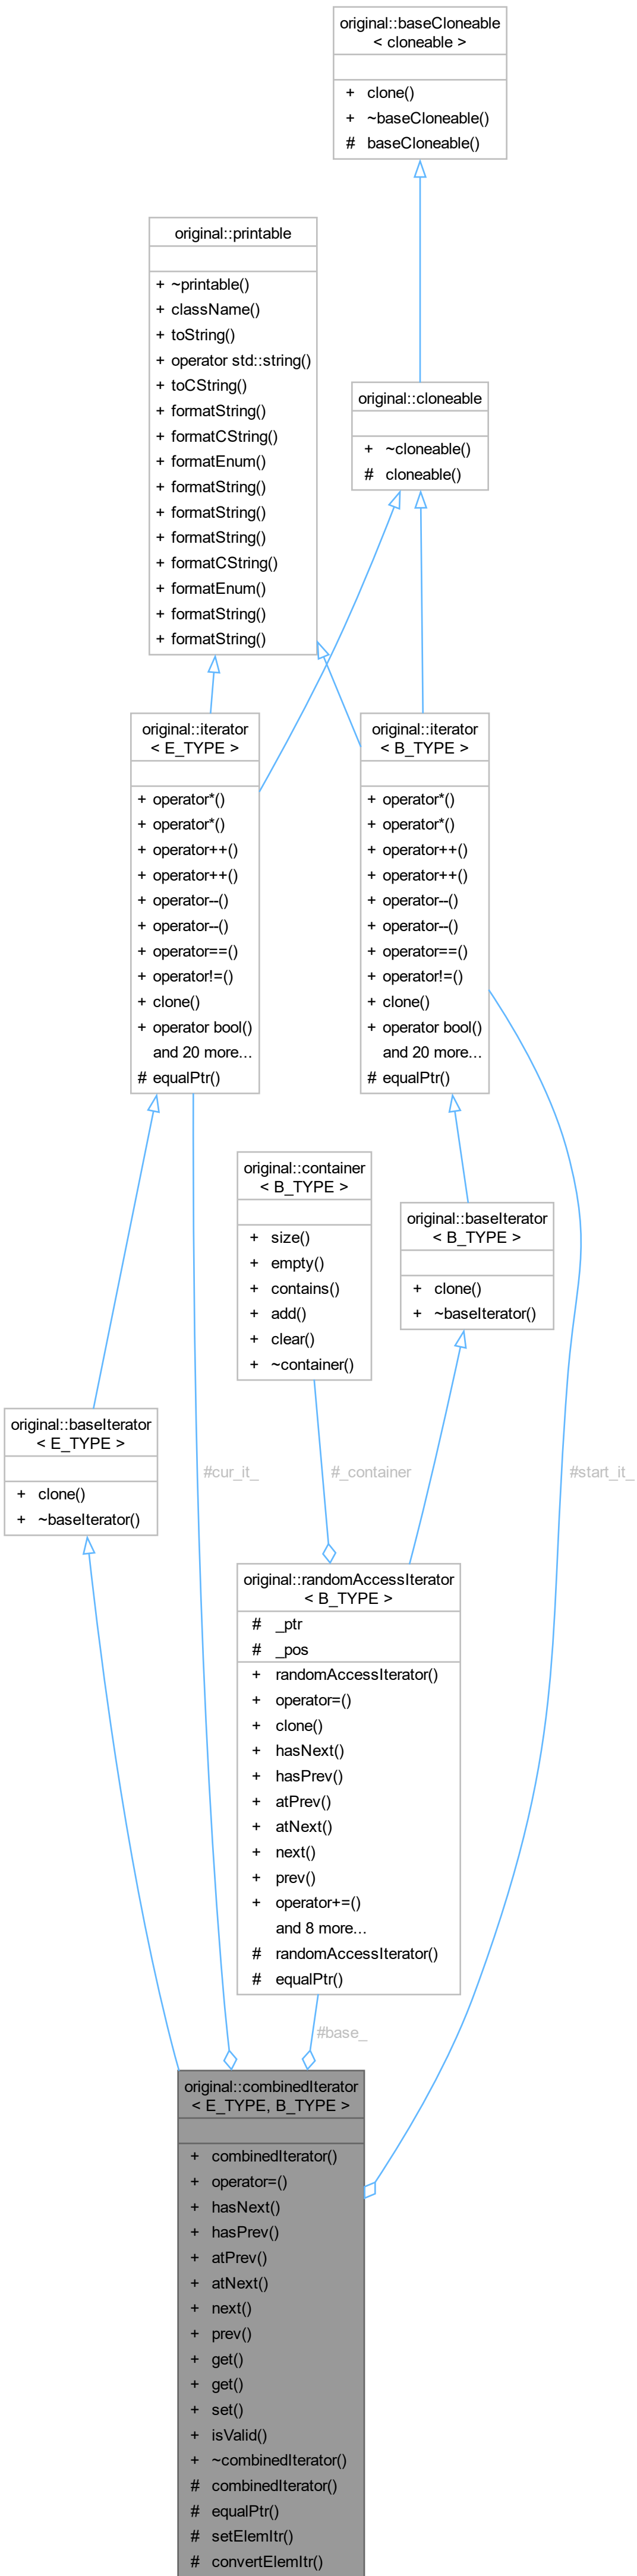 original::baseCloneable
< cloneable >
+ clone()
+ ~baseCloneable()
# baseCloneable()
original::printable
+ ~printable()
+ className()
+ toString()
+ operator std::string()
+ toCString()
+ formatString()
+ formatCString()
+ formatEnum()
+ formatString()
+ formatString()
+ formatString()
+ formatCString()
+ formatEnum()
+ formatString()
+ formatString()
original::cloneable
+ ~cloneable()
# cloneable()
original::iterator
< E_TYPE >
+ operator*()
+ operator*()
+ operator++()
+ operator++()
+ operator--()
+ operator--()
+ operator==()
+ operator!=()
+ clone()
+ operator bool()
and 20 more...
# equalPtr()
original::iterator
< B_TYPE >
+ operator*()
+ operator*()
+ operator++()
+ operator++()
+ operator--()
+ operator--()
+ operator==()
+ operator!=()
+ clone()
+ operator bool()
and 20 more...
# equalPtr()
original::container
< B_TYPE >
+ size()
+ empty()
+ contains()
+ add()
+ clear()
+ ~container()
original::baseIterator
< B_TYPE >
+ clone()
+ ~baseIterator()
original::baseIterator
< E_TYPE >
+ clone()
+ ~baseIterator()
#cur_it_
#_container
#start_it_
original::randomAccessIterator
< B_TYPE >
# _ptr
# _pos
+ randomAccessIterator()
+ operator=()
+ clone()
+ hasNext()
+ hasPrev()
+ atPrev()
+ atNext()
+ next()
+ prev()
+ operator+=()
and 8 more...
# randomAccessIterator()
# equalPtr()
#base_
original::combinedIterator
< E_TYPE, B_TYPE >
+ combinedIterator()
+ operator=()
+ hasNext()
+ hasPrev()
+ atPrev()
+ atNext()
+ next()
+ prev()
+ get()
+ get()
+ set()
+ isValid()
+ ~combinedIterator()
# combinedIterator()
# equalPtr()
# setElemItr()
# convertElemItr()